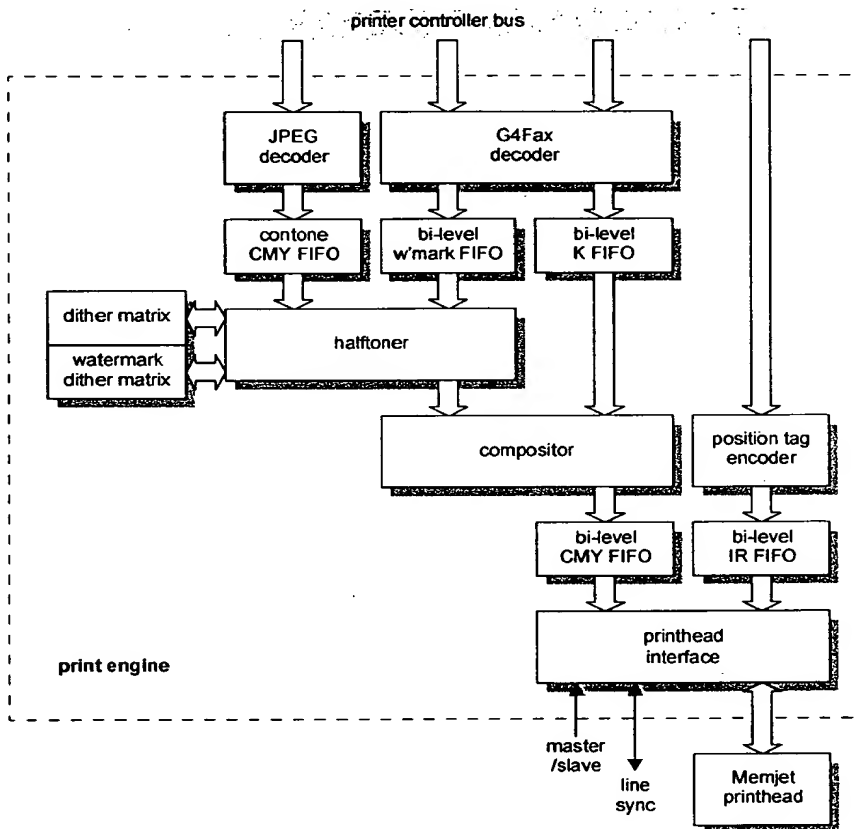 printer controller bus
JPEG
decoder
G4Fax
decoder
contone
CMY FIFO
bi-level
w'mark FIFO
bi-level
K FIFO
dither matrix
watermark
dither matrix
halftoner
compositor
position tag
encoder
bi-level
CMY FIFO
bi-level
IR FIFO
printhead
interface
print engine
master
/slave
line
sync
Memjet
printhead